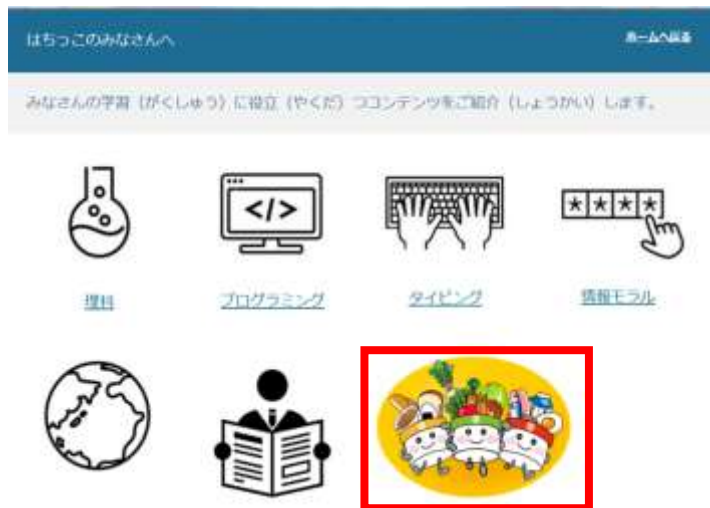 はちっこのみなさんへ
ホームへ戻る
みなさんの学習（がくしゅう）に役立（やくだ）つコンテンツをご紹介（しょうかい）します。
</>
****
理科
プログラミング
タイピング
情報モラル